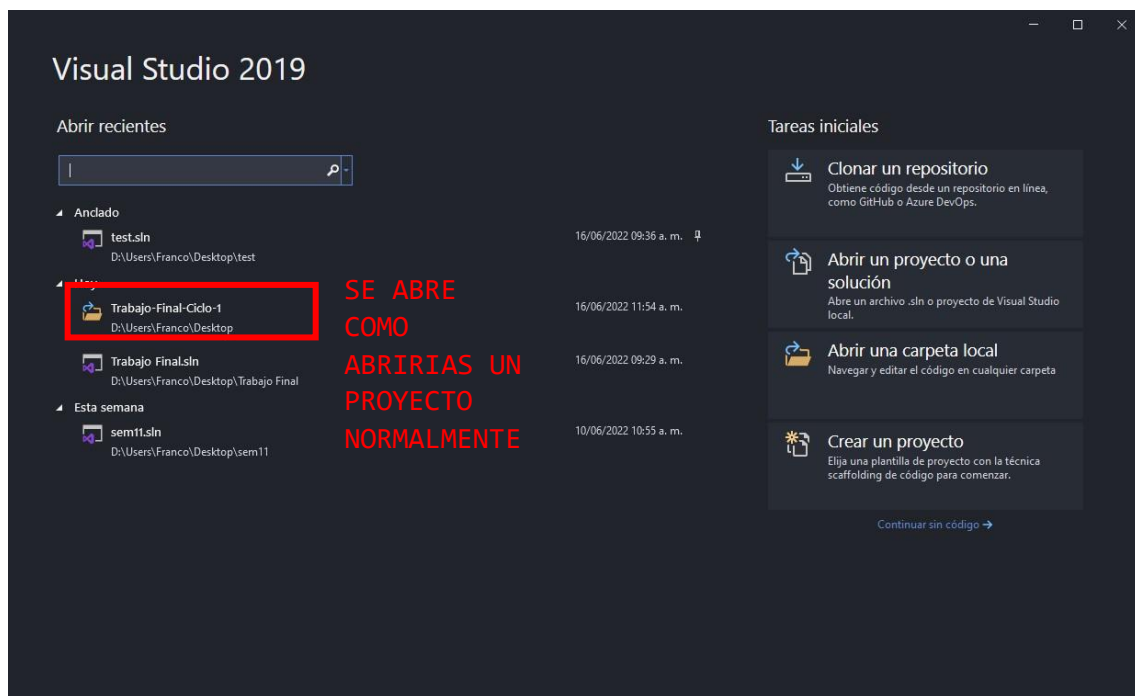 Visual Studio 2019
Abrir recientes
Anclado
test.sln
16/06/2022 09:36 a. m.
D:\Users\Franco\Desktop\test
Hoy
Trabajo-Final-Ciclo-1
16/06/2022 11:54 a. m.
D:\Users\Franco\Desktop
Trabajo Final.sln
16/06/2022 09:29 a. m.
D:\Users\Franco\Desktop\Trabajo Final
Esta semana
sem11.sln
10/06/2022 10:55 a. m.
D:\Users\Franco\Desktop\sem11
SE ABRE
COMO
ABRIRIAS UN
PROYECTO
NORMALMENTE
Tareas iniciales
Clonar un repositorio
Obtiene código desde un repositorio en línea,
como GitHub o Azure DevOps.
Abrir un proyecto o una
solución
Abre un archivo .sln o proyecto de Visual Studio
local.
Abrir una carpeta local
Navegar y editar el código en cualquier carpeta
Crear un proyecto
Elija una plantilla de proyecto con la técnica
scaffolding de código para comenzar.
Continuar sin código →